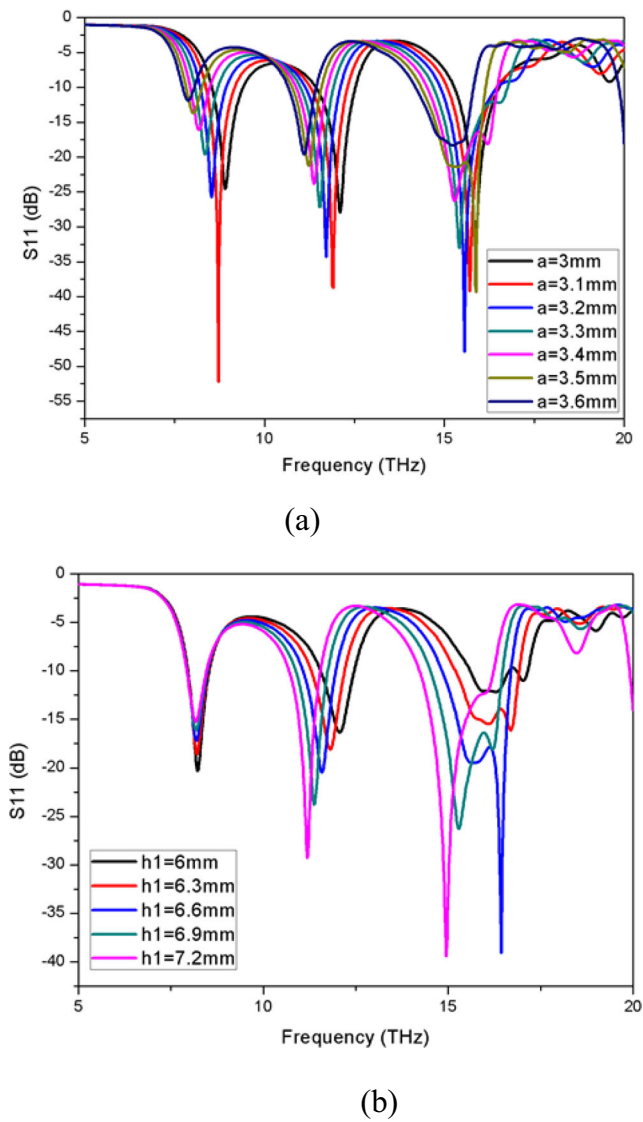 0
-5
-10
-15
-20
-25
-30
-35
-40
-45
-50
-55
S11 (dB)
a=3mm
a=3.1mm
a=3.2mm
a=3.3mm
a=3.4mm
a=3.5mm
a=3.6mm
5 10 15 20
Frequency (THz)
(a)
0
-5
-10
-15
-20
-25
-30
-35
-40
S11 (dB)
h1=6mm
h1=6.3mm
h1=6.6mm
h1=6.9mm
h1=7.2mm
5 10 15 20
Frequency (THz)
(b)